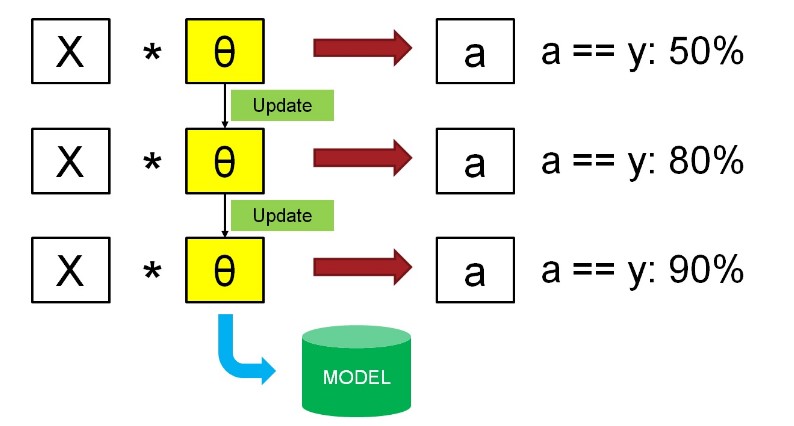 X * θ a a == y: 50%
Update
X * θ a a == y: 80%
Update
X * θ a a == y: 90%
MODEL